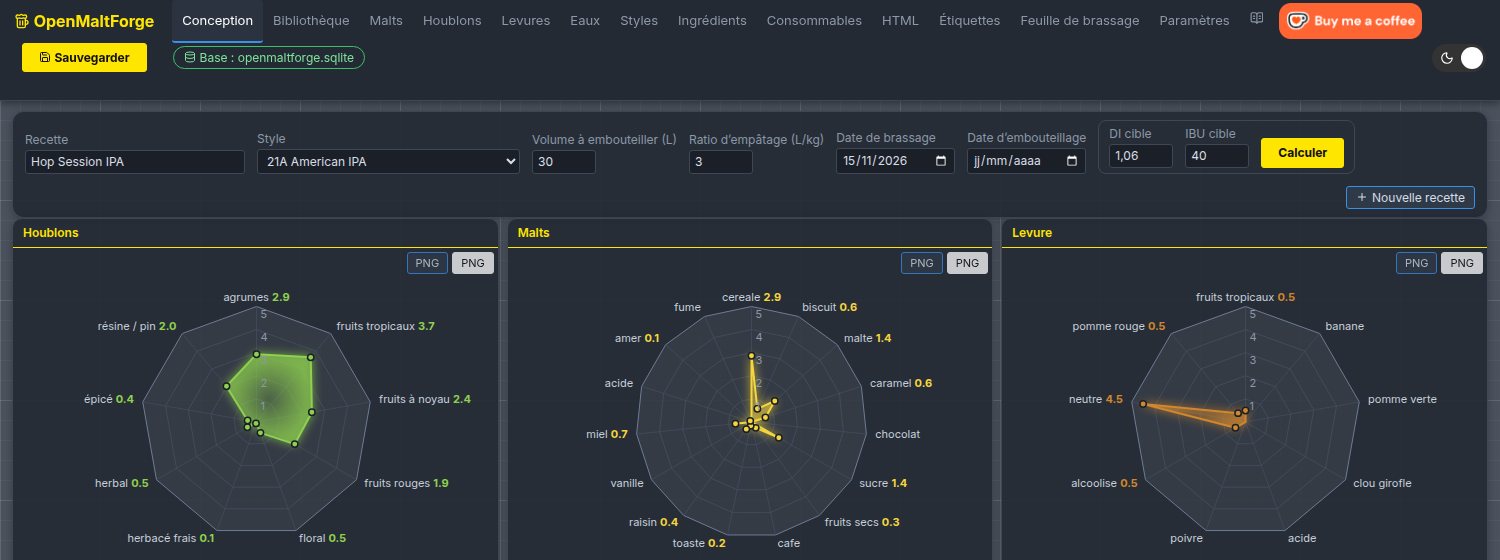 OpenMaltForge Conception Bibliothèque Malts Houblons Levures Eaux Styles Ingrédients Consommables HTML Étiquettes Feuille de brassage Paramètres Buy me a coffee
Sauvegarder Base : openmaltforge.sqlite
Recette Style Volume à embouteiller (L) Ratio d'empâtage (L/kg) Date de brassage Date d'embouteillage DI cible IBU cible
Hop Session IPA 21A American IPA 30 3 15/11/2026 jj/mm/aaaa 1,06 40 Calculer
+ Nouvelle recette
Houblons
PNG PNG
agrumes 2.9
résine / pin 2.0 fruits tropicaux 3.7
épicé 0.4 fruits à noyau 2.4
herbal 0.5 fruits rouges 1.9
herbacé frais 0.1 floral 0.5
5
4
2
1
Malts
PNG PNG
cereale 2.9
fume biscuit 0.6
amer 0.1 malte 1.4
acide caramel 0.6
miel 0.7 chocolat
vanille sucre 1.4
raisin 0.4 fruits secs 0.3
toaste 0.2 cafe
5
4
3
2
Levure
PNG PNG
fruits tropicaux 0.5
pomme rouge 0.5 banane
neutre 4.5 pomme verte
alcoolise 0.5 clou girofle
poivre acide
5
4
3
2
1